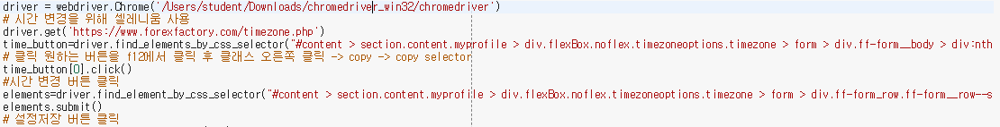 driver = webdriver.Chrome('/Users/student/Downloads/chromedriver_win32/chromedriver')
# 시간 변경을 위해 셀레니움 사용
driver.get('https://www.forexfactory.com/timezone.php')
time_button=driver.find_elements_by_css_selector("#content > section.content.myprofile > div.flexBox.noflex.timezoneoptions.timezone > form > div.ff-form__body > div:nth
# 클릭 원하는 버튼을 f12에서 클릭 후 클래스 오른쪽 클릭 -> copy -> copy selector
time_button[0].click()
#시간 변경 버튼 클릭
elements=driver.find_element_by_css_selector("#content > section.content.myprofile > div.flexBox.noflex.timezoneoptions.timezone > form > div.ff-form_row.ff-form__row--s
elements.submit()
# 설정저장 버튼 클릭